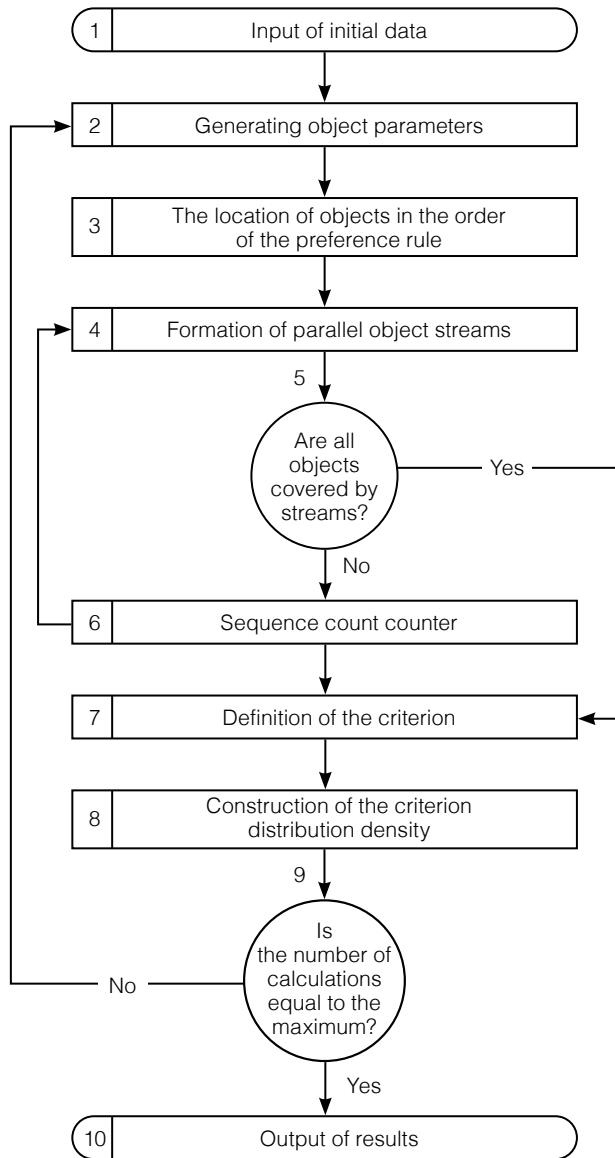 1 Input of initial data
2 Generating object parameters
3 The location of objects in the order
of the preference rule
4 Formation of parallel object streams
5
Are all
objects
covered by
streams?
Yes
No
6 Sequence count counter
7 Definition of the criterion
8 Construction of the criterion
distribution density
9
Is
the number of
calculations
equal to the
maximum?
No
Yes
10 Output of results